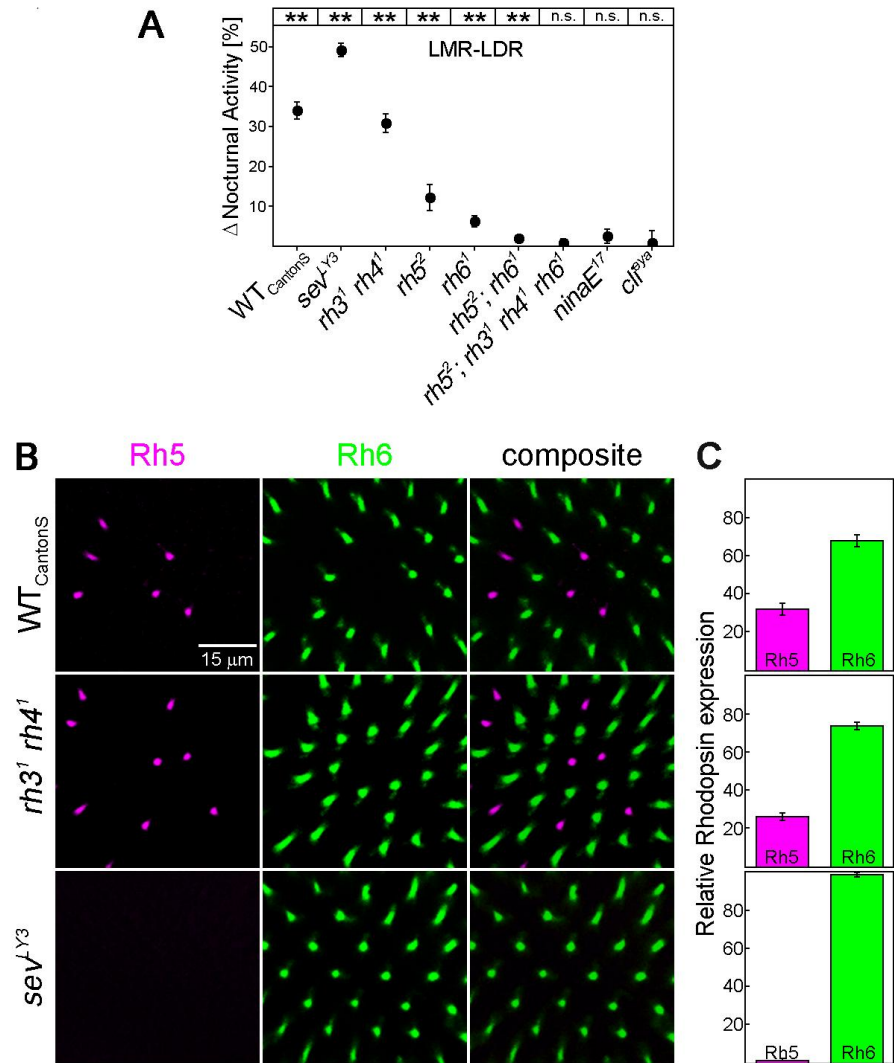 A
** ** ** ** ** ** n.s. n.s. n.s.
LMR-LDR
Δ Nocturnal Activity [%]
50
40
30
20
10
WT CantonS
sev LY3
rh3¹ rh4¹
rh5²
rh6¹
rh5²; rh6¹
rh5²; rh3¹ rh4¹ rh6¹
ninaE¹⁷
cli eya
B
Rh5 Rh6 composite
WT CantonS
15 μm
rh3¹ rh4¹
sev LY3
C
Relative Rhodopsin expression
80
60
40
20
Rh5 Rh6
80
60
40
20
Rh5 Rh6
80
60
40
20
Rh5 Rh6